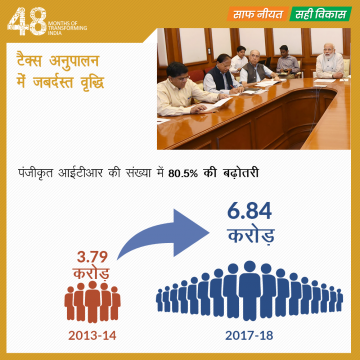 48 MONTHS OF
TRANSFORMING
INDIA
साफ नीयत सही विकास
टैक्स अनुपालन
में जबर्दस्त वृद्धि
पंजीकृत आईटीआर की संख्या में 80.5% की बढ़ोतरी
3.79
करोड़
6.84
करोड़
2013-14
2017-18